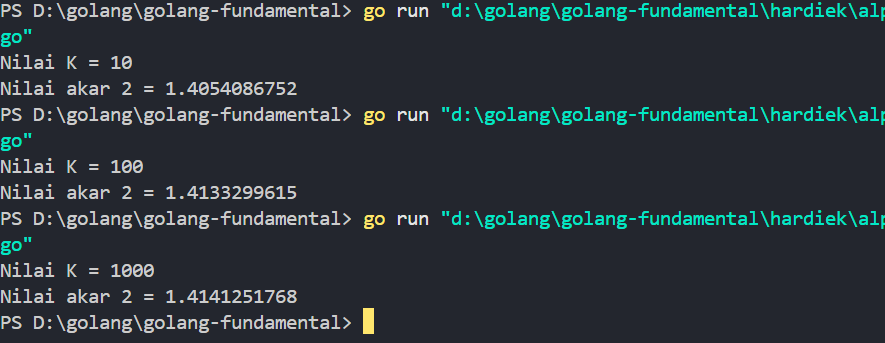 PS D:\golang\golang-fundamental> go run "d:\golang\golang-fundamental\hardiek\alp
go"
Nilai K = 10
Nilai akar 2 = 1.4054086752
PS D:\golang\golang-fundamental> go run "d:\golang\golang-fundamental\hardiek\alp
go"
Nilai K = 100
Nilai akar 2 = 1.4133299615
PS D:\golang\golang-fundamental> go run "d:\golang\golang-fundamental\hardiek\alp
go"
Nilai K = 1000
Nilai akar 2 = 1.4141251768
PS D:\golang\golang-fundamental>